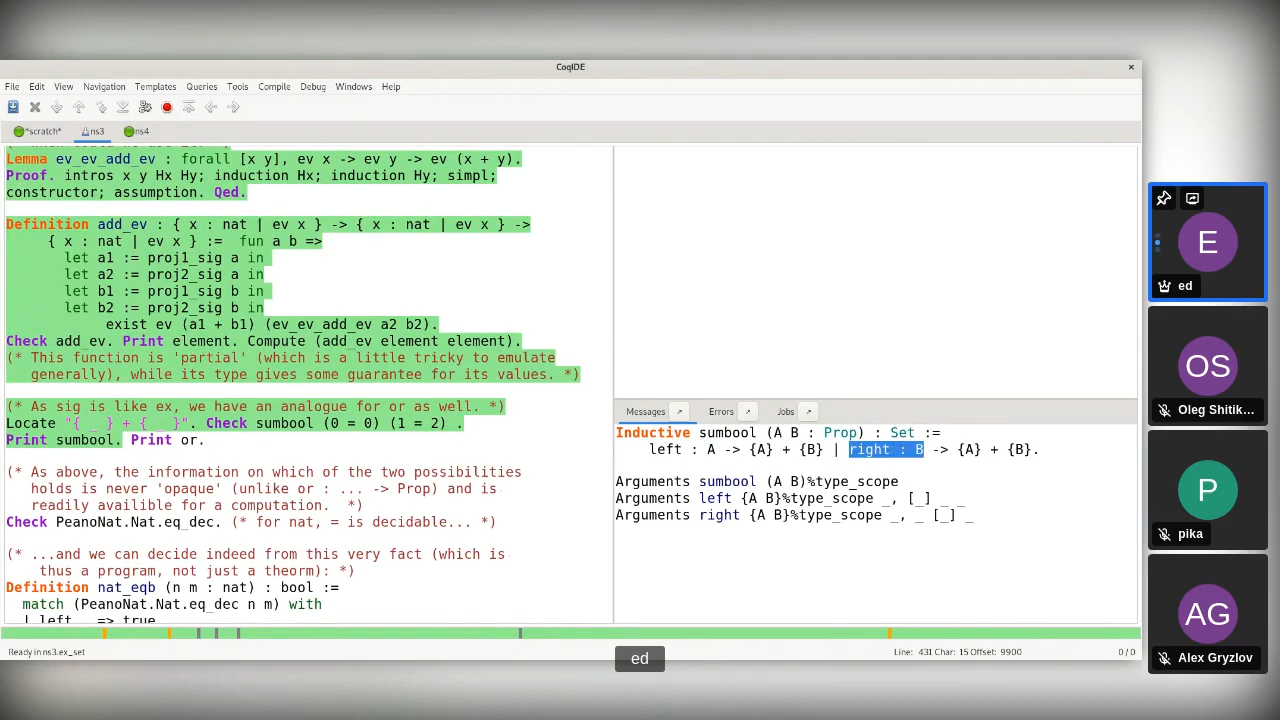 CoqIDE
×
File Edit View Navigation Templates Queries Tools Compile Debug Windows Help
*scratch* ns3 ns4
Lemma ev_ev_add_ev : forall [x y], ev x -> ev y -> ev (x + y).
Proof. intros x y Hx Hy; induction Hx; induction Hy; simpl;
constructor; assumption. Qed.
Definition add_ev : { x : nat | ev x } -> { x : nat | ev x } ->
{ x : nat | ev x } := fun a b =>
let a1 := proj1_sig a in
let a2 := proj2_sig a in
let b1 := proj1_sig b in
let b2 := proj2_sig b in
exist ev (a1 + b1) (ev_ev_add_ev a2 b2).
Check add_ev. Print element. Compute (add_ev element element).
(* This function is 'partial' (which is a little tricky to emulate
generally), while its type gives some guarantee for its values. *)
(* As sig is like ex, we have an analogue for or as well. *)
Locate "{ _ } + { _ }". Check sumbool (0 = 0) (1 = 2) .
Print sumbool. Print or.
(* As above, the information on which of the two possibilities
holds is never 'opaque' (unlike or : ... -> Prop) and is
readily availible for a computation. *)
Check PeanoNat.Nat.eq_dec. (* for nat, = is decidable... *)
(* ...and we can decide indeed from this very fact (which is
thus a program, not just a theorm): *)
Definition nat_eqb (n m : nat) : bool :=
match (PeanoNat.Nat.eq_dec n m) with
| left _ => true
Messages Errors Jobs
Inductive sumbool (A B : Prop) : Set :=
left : A -> {A} + {B} | right : B -> {A} + {B}.
Arguments sumbool (A B)%type_scope
Arguments left {A B}%type_scope _, [_] _ _
Arguments right {A B}%type_scope _, _ [_] _
Ready in ns3.ex_set
Line: 431 Char: 15 Offset: 9900
0 / 0
ed
E
ed
OS
Oleg Shitik...
P
pika
AG
Alex Gryzlov